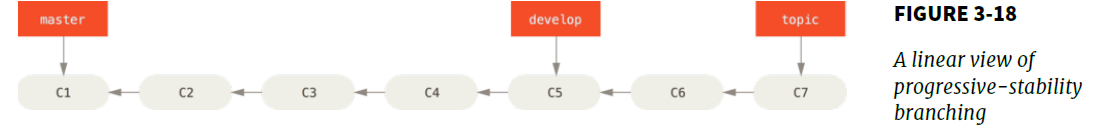 master
develop
topic
C1
C2
C3
C4
C5
C6
C7
FIGURE 3-18
A linear view of
progressive-stability
branching